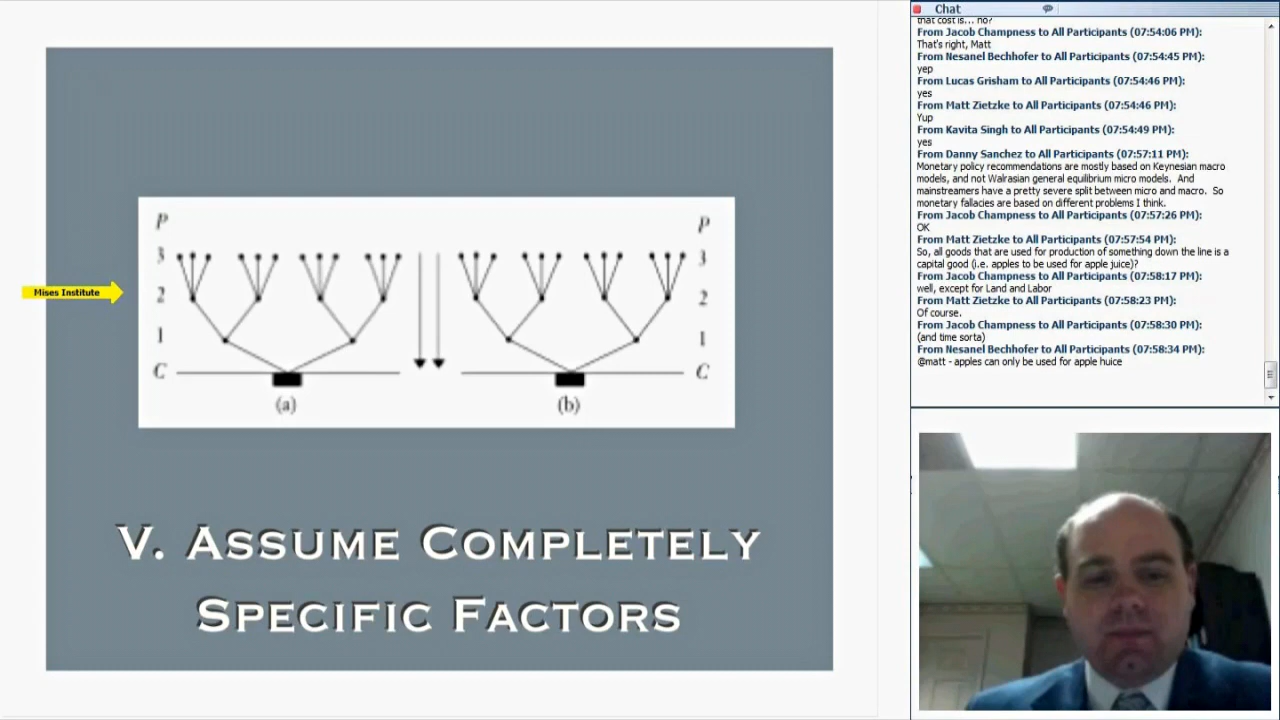 P
P
3
3
Mises Institute
2
2
1
1
C
C
(a)
(b)
V. Assume Completely
Specific Factors
Chat
that cost is... no?
From Jacob Champness to All Participants (07:54:06 PM):
That's right, Matt
From Nesanel Bechhofer to All Participants (07:54:45 PM):
yep
From Lucas Grisham to All Participants (07:54:46 PM):
yes
From Matt Zietzke to All Participants (07:54:46 PM):
Yup
From Kavita Singh to All Participants (07:54:49 PM):
yes
From Danny Sanchez to All Participants (07:57:11 PM):
Monetary policy recommendations are mostly based on Keynesian macro
models, and not Walrasian general equilibrium micro models. And
mainstreamers have a pretty severe split between micro and macro. So
monetary fallacies are based on different problems I think.
From Jacob Champness to All Participants (07:57:26 PM):
OK
From Matt Zietzke to All Participants (07:57:54 PM):
So, all goods that are used for production of something down the line is a
capital good (i.e. apples to be used for apple juice)?
From Jacob Champness to All Participants (07:58:17 PM):
well, except for Land and Labor
From Matt Zietzke to All Participants (07:58:23 PM):
Of course.
From Jacob Champness to All Participants (07:58:30 PM):
(and time sorta)
From Nesanel Bechhofer to All Participants (07:58:34 PM):
@matt - apples can only be used for apple huice